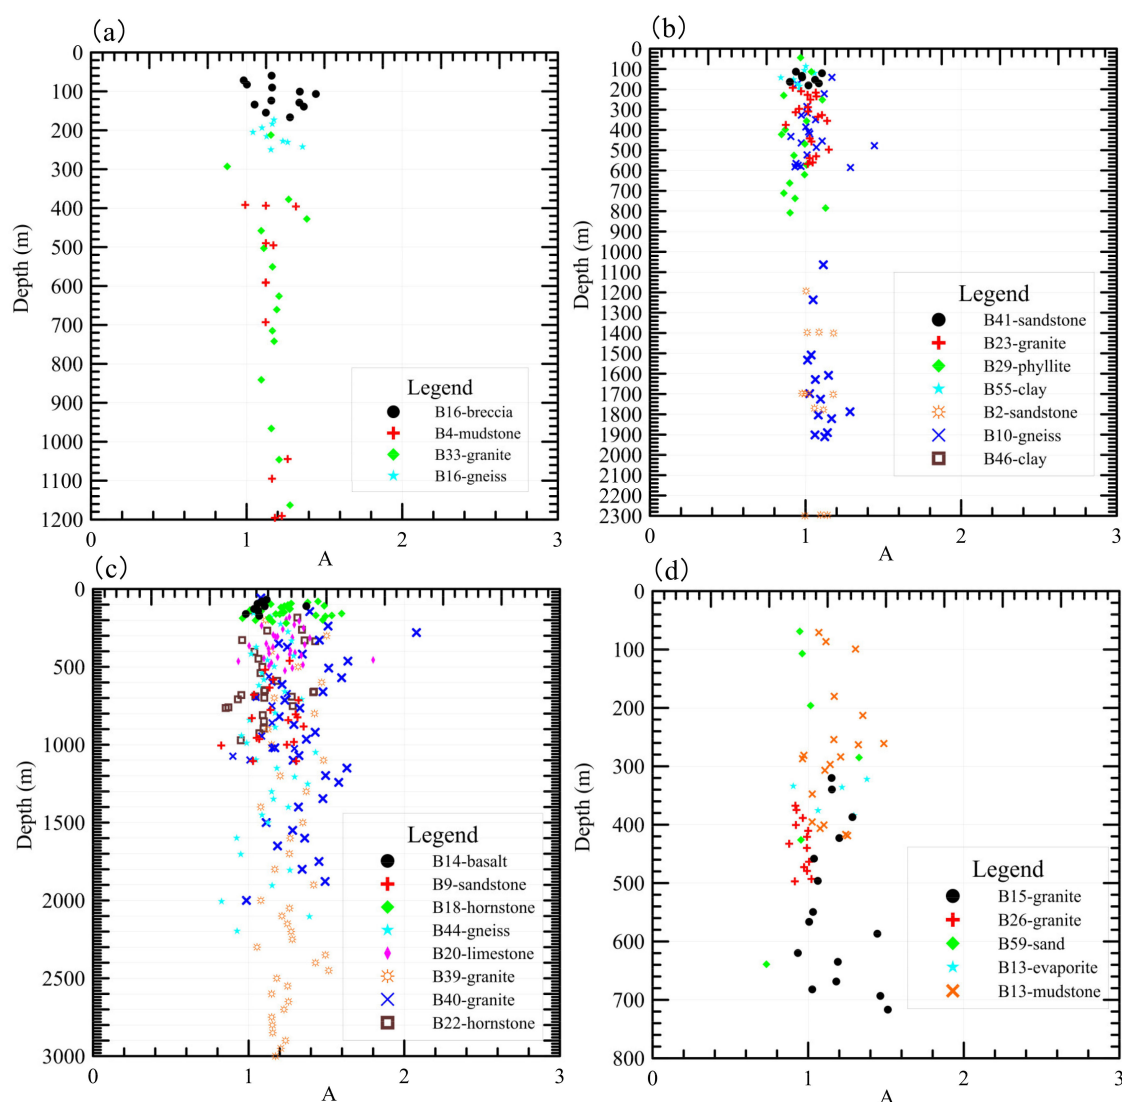 (a)
0
100
200
300
400
500
600
700
800
900
1000
1100
1200
Depth (m)
0
1
2
3
A
Legend
B16-breccia
B4-mudstone
B33-granite
B16-gneiss
(b)
0
100
200
300
400
500
600
700
800
900
1000
1100
1200
1300
1400
1500
1600
1700
1800
1900
2000
2100
2200
2300
Depth (m)
0
1
2
3
A
Legend
B41-sandstone
B23-granite
B29-phyllite
B55-clay
B2-sandstone
B10-gneiss
B46-clay
(c)
0
500
1000
1500
2000
2500
3000
Depth (m)
0
1
2
3
A
Legend
B14-basalt
B9-sandstone
B18-hornstone
B44-gneiss
B20-limestone
B39-granite
B40-granite
B22-hornstone
(d)
0
100
200
300
400
500
600
700
800
Depth (m)
0
1
2
3
A
Legend
B15-granite
B26-granite
B59-sand
B13-evaporite
B13-mudstone